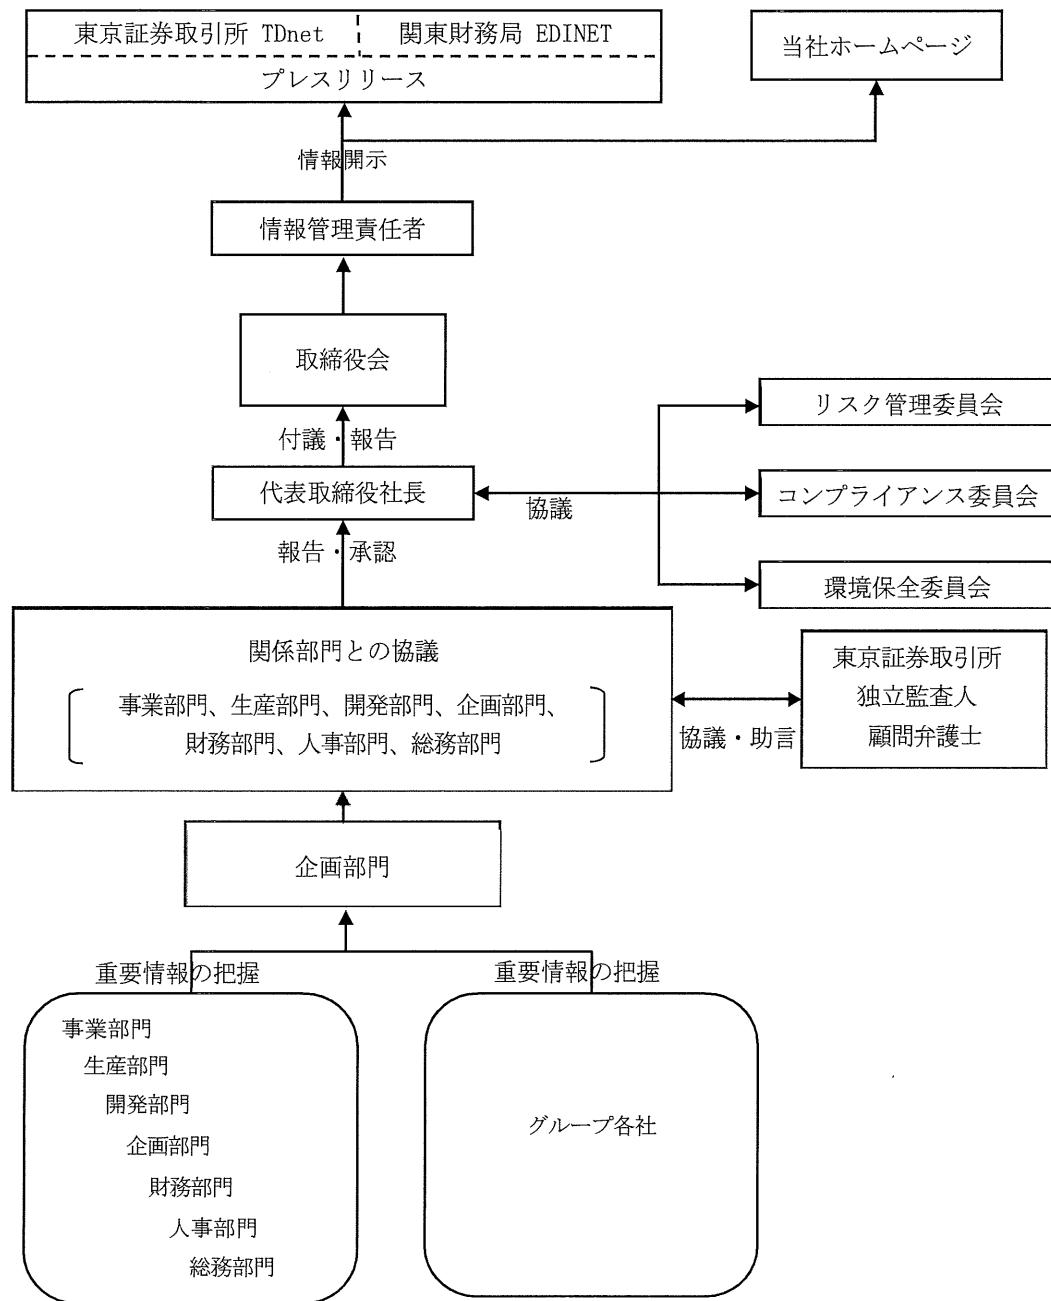 東京証券取引所 TDnet
関東財務局 EDINET
プレスリリース
当社ホームページ
情報開示
情報管理責任者
取締役会
付議・報告
代表取締役社長
協議
リスク管理委員会
コンプライアンス委員会
環境保全委員会
報告・承認
関係部門との協議
事業部門、生産部門、開発部門、企画部門、
財務部門、人事部門、総務部門
協議・助言
東京証券取引所
独立監査人
顧問弁護士
企画部門
重要情報の把握
重要情報の把握
事業部門
生産部門
開発部門
企画部門
財務部門
人事部門
総務部門
グループ各社